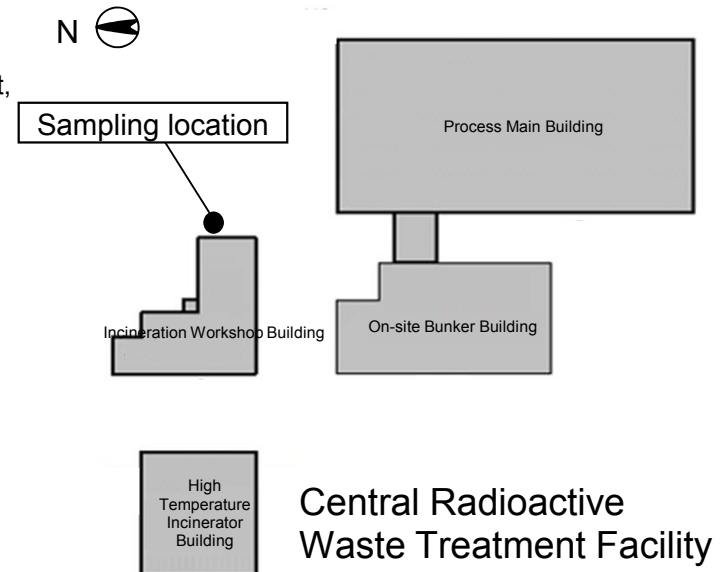 N
t,
Sampling location
Process Main Building
Incineration Workshop Building
On-site Bunker Building
High
Temperature
Incinerator
Building
Central Radioactive
Waste Treatment Facility